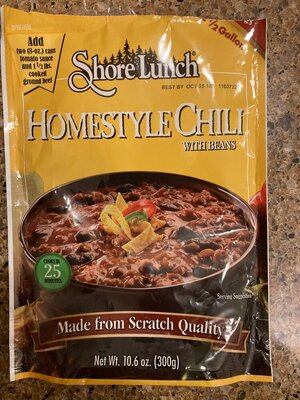 Add
two (8-oz.) cans
tomato sauce
and 1 1/2 lbs.
cooked
ground beef
1/2 Gallon
Shore Lunch®
BEST BY OCT 25 18
HOMESTYLE CHILI
WITH BEANS
COOKS IN
25
MINUTES
Serving Suggestion
Made from Scratch Quality
Net Wt. 10.6 oz. (300g)